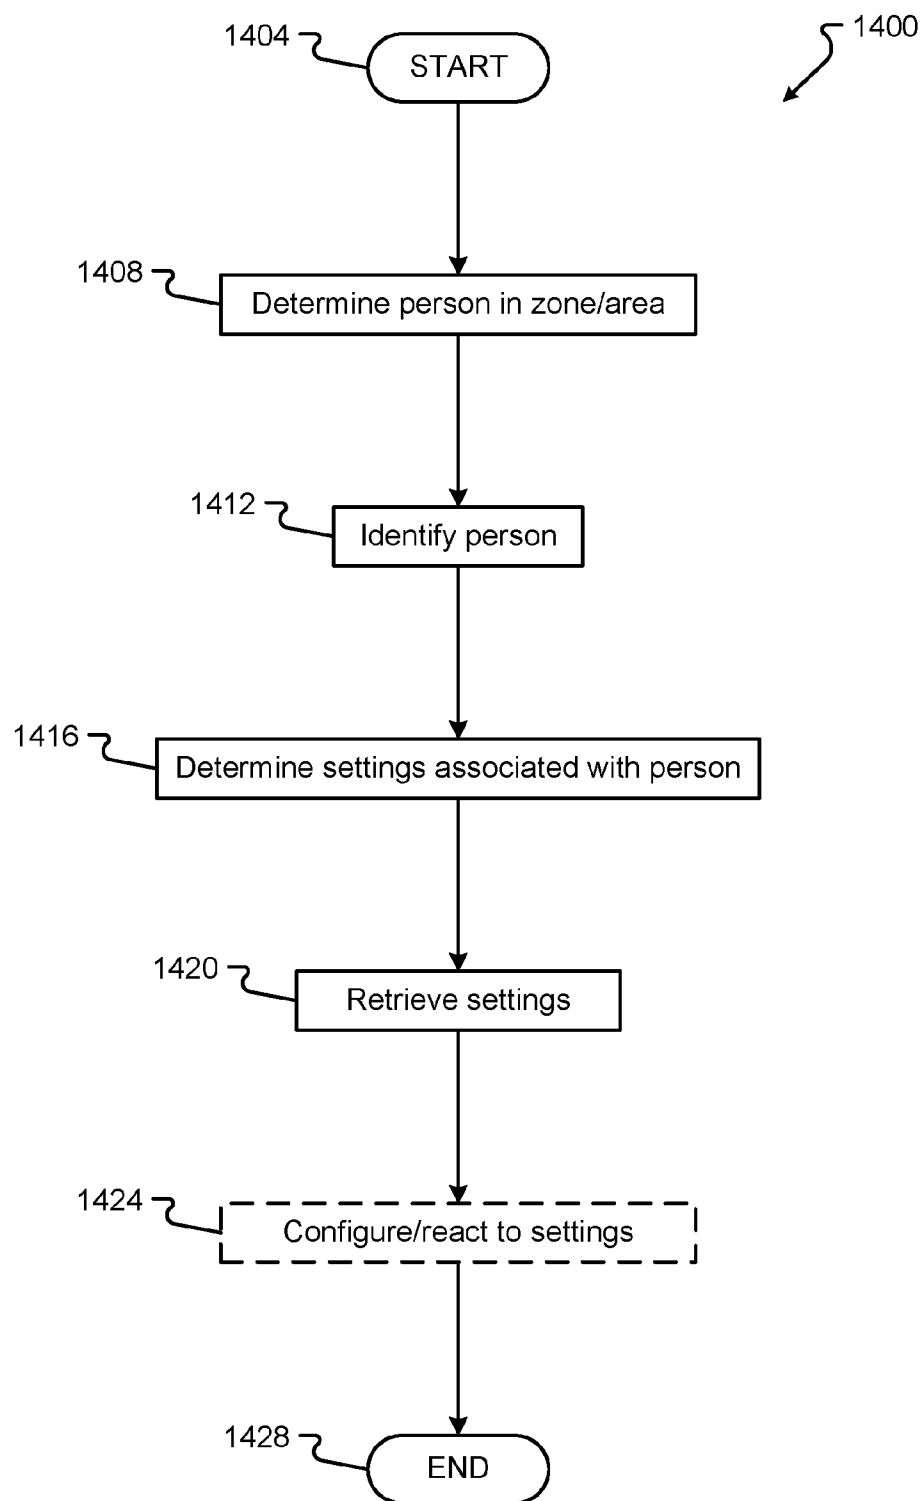 1400
1404
START
1408
Determine person in zone/area
1412
Identify person
1416
Determine settings associated with person
1420
Retrieve settings
1424
Configure/react to settings
1428
END